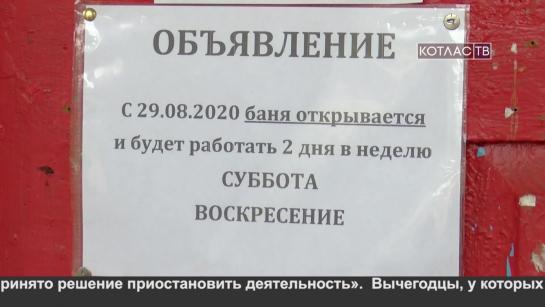 КОТЛАС ТВ
ОБЪЯВЛЕНИЕ
С 29.08.2020 баня открывается
и будет работать 2 дня в неделю
СУББОТА
ВОСКРЕСЕНИЕ
ринято решение приостановить деятельность». Вычегодцы, у которых